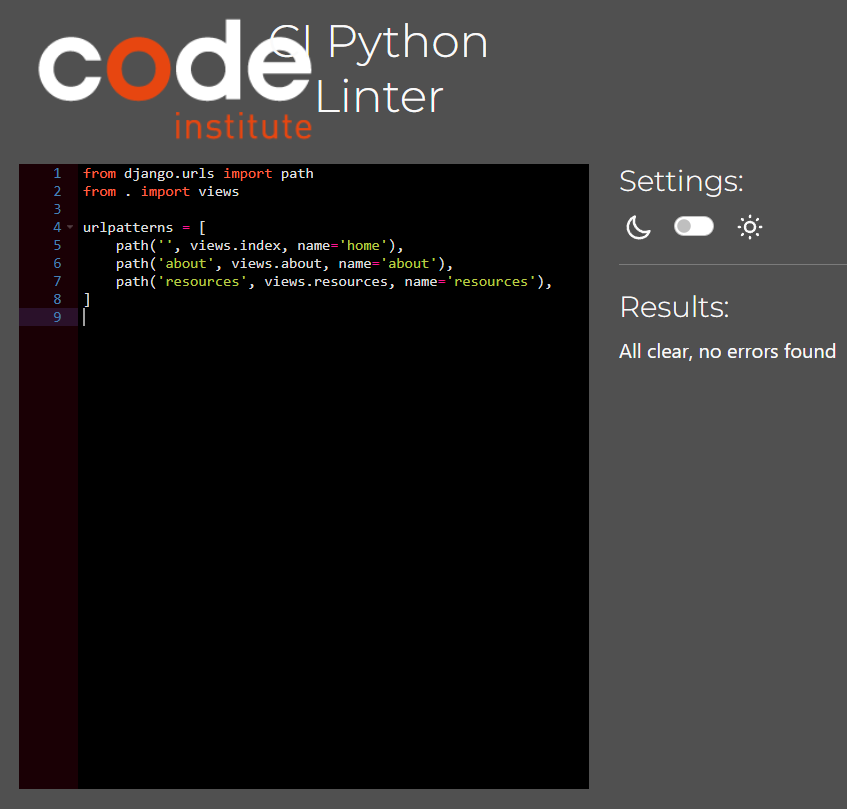 code
institute
CI Python
Linter
1 from django.urls import path
2 from . import views
3
4 urlpatterns = [
5     path('', views.index, name='home'),
6     path('about', views.about, name='about'),
7     path('resources', views.resources, name='resources'),
8 ]
9
Settings:
Results:
All clear, no errors found